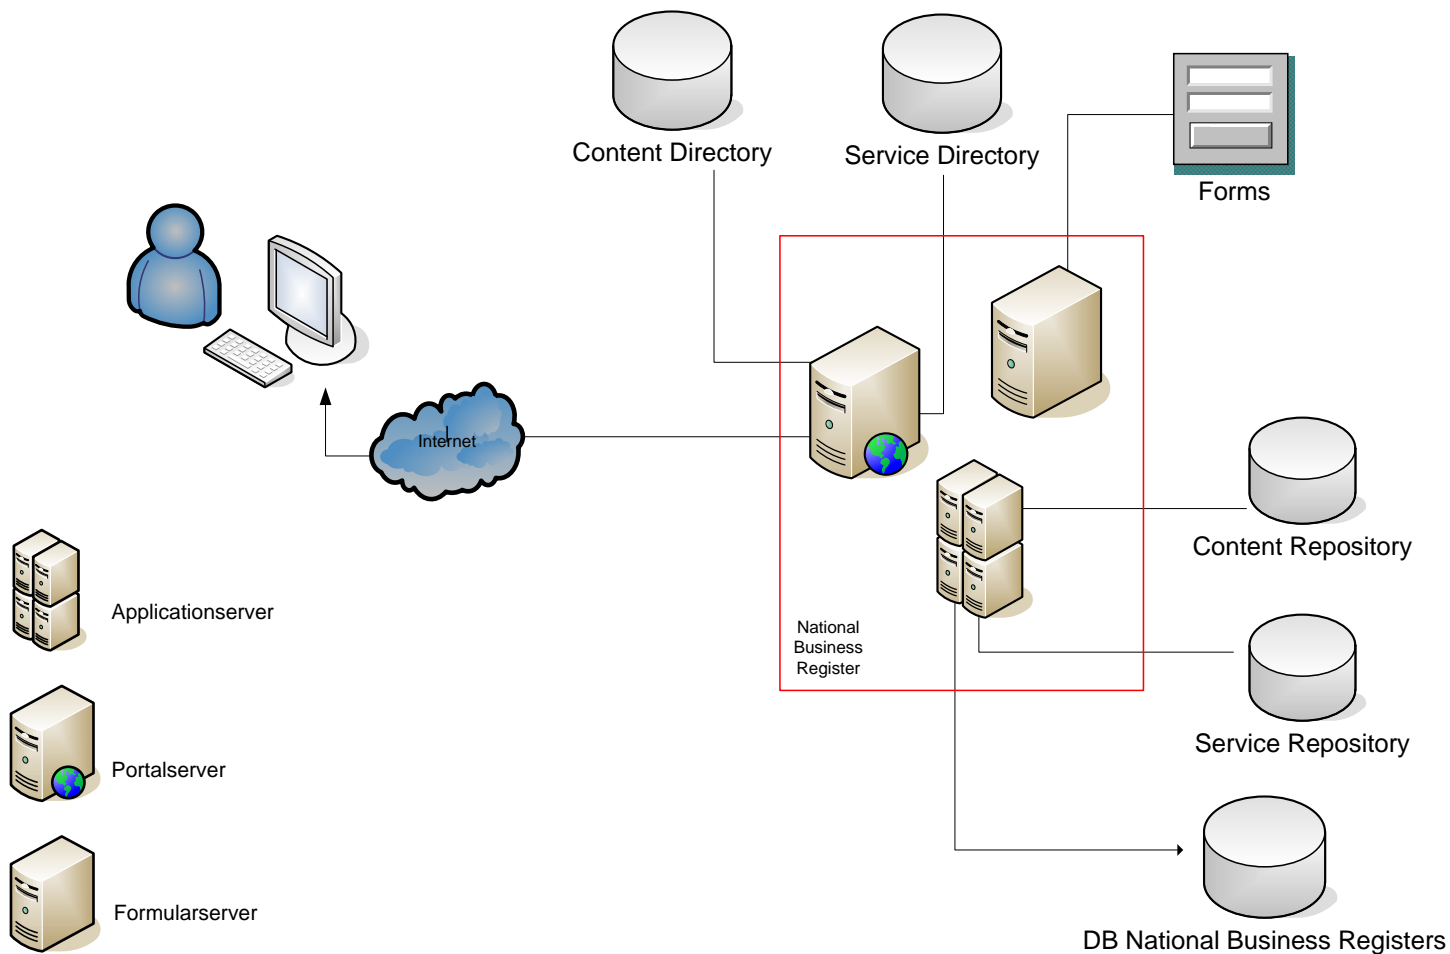 Content Directory
Service Directory
Forms
Internet
Content Repository
Applicationserver
National
Business
Register
Service Repository
Portalserver
Formularserver
DB National Business Registers